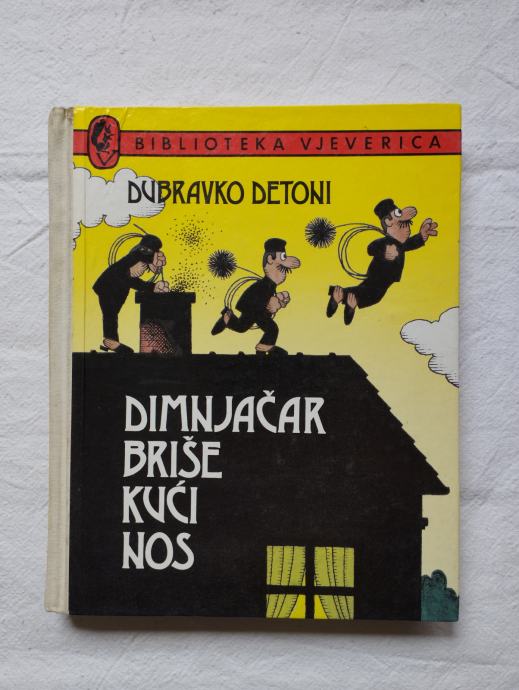 BIBLIOTEKA VJEVERICA
DUBRAVKO DETONI
DIMNJAČAR
BRIŠE
KUĆI
NOS